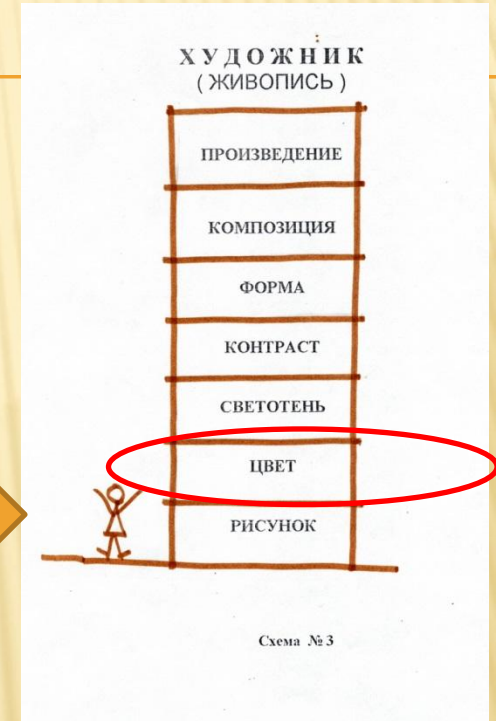 ХУДОЖНИК
( ЖИВОПИСЬ )
ПРОИЗВЕДЕНИЕ
КОМПОЗИЦИЯ
ФОРМА
КОНТРАСТ
СВЕТОТЕНЬ
ЦВЕТ
РИСУНОК
Схема № 3